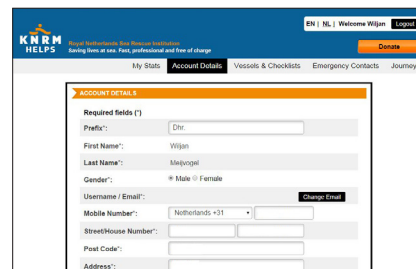 EN | NL | Welcome Wiljan Logout
KNRM
HELPS
Royal Netherlands Sea Rescue Institution
Saving lives at sea. Fast, professional and free of charge
Donate
My Stats Account Details Vessels & Checklists Emergency Contacts Journey
ACCOUNT DETAILS
Required fields (*)
Prefix*: Dhr.
First Name*: Wiljan
Last Name*: Meijvogel
Gender*: Male Female
Username / Email*: Change Email
Mobile Number*: Netherlands +31
Street/House Number*:
Post Code*:
Address*: